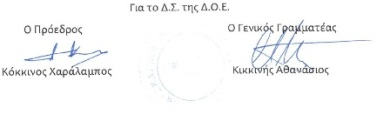 Για το Δ.Σ. της Δ.Ο.Ε.
Ο Πρόεδρος
Ο Γενικός Γραμματέας
Κόκκινος Χαράλαμπος
Κικκινής Αθανάσιος